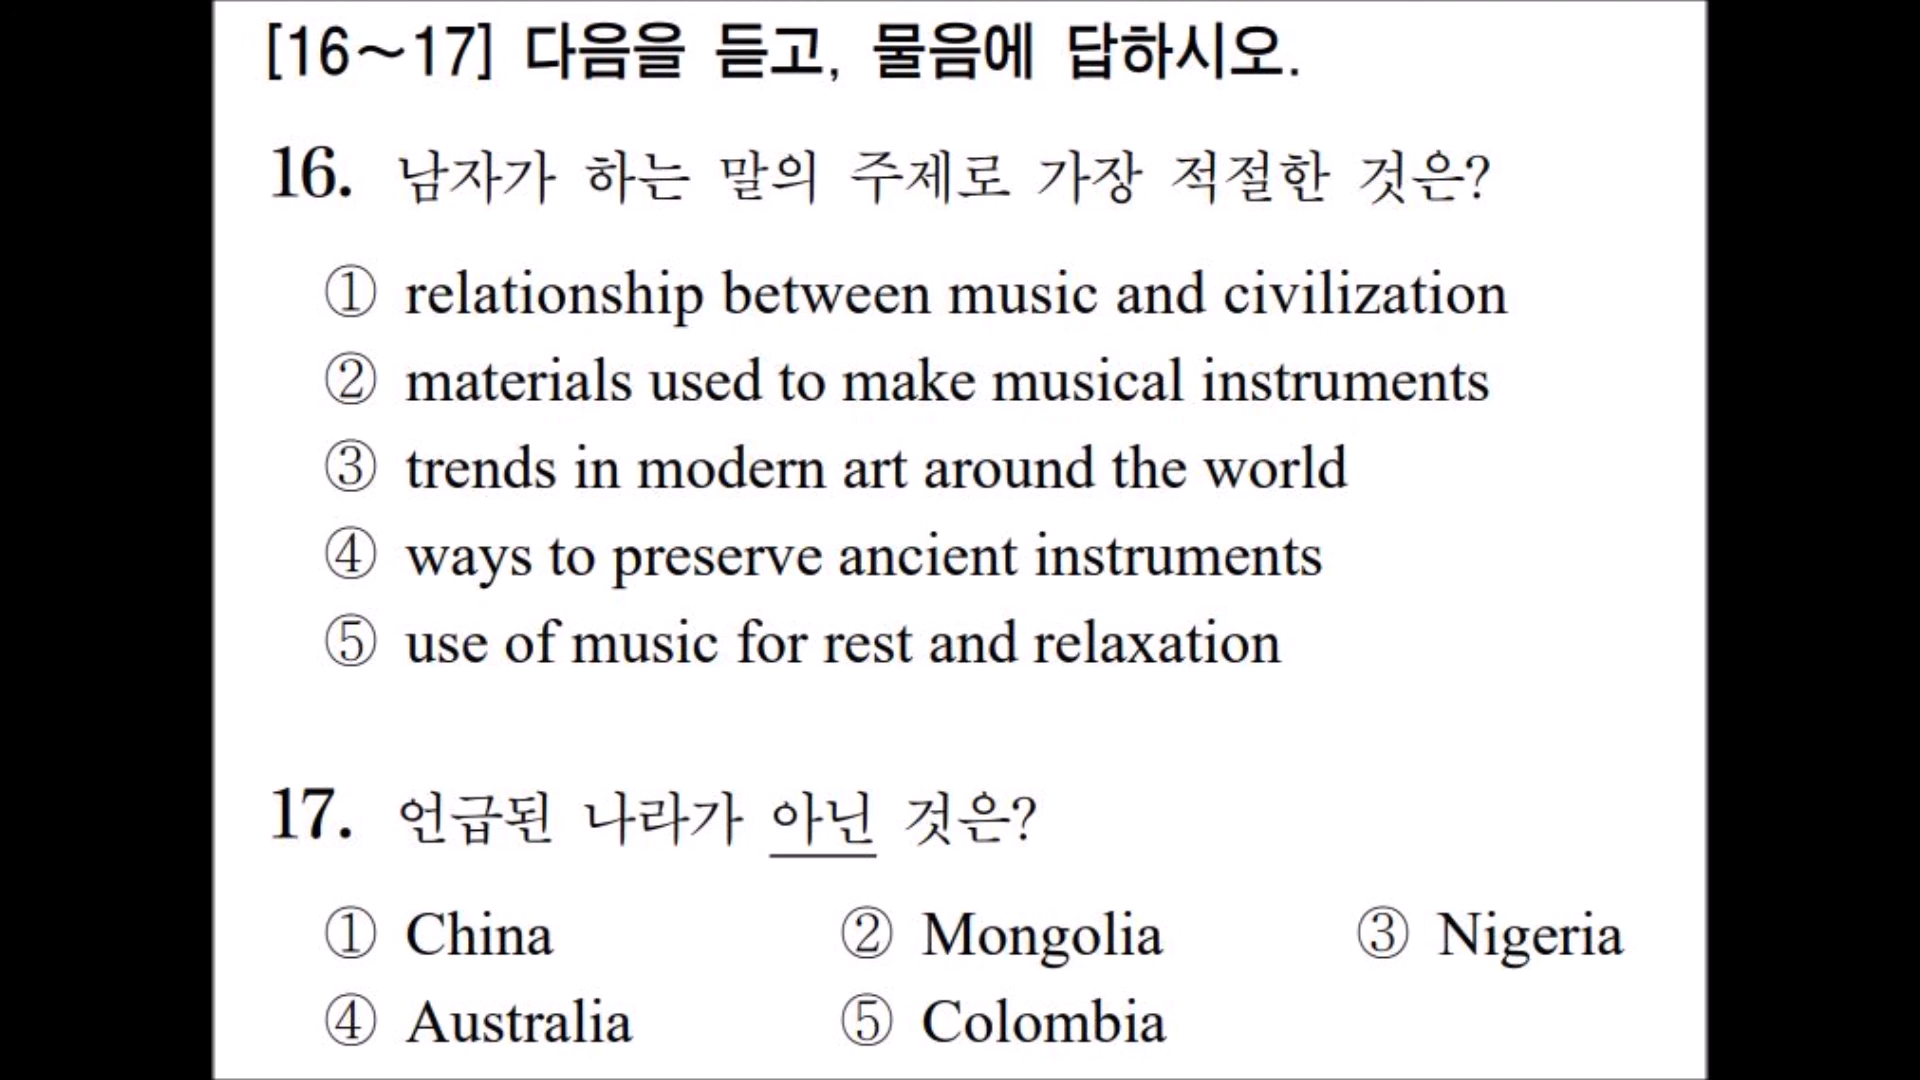 [16～17] 다음을 듣고, 물음에 답하시오.
16. 남자가 하는 말의 주제로 가장 적절한 것은?
① relationship between music and civilization
② materials used to make musical instruments
③ trends in modern art around the world
④ ways to preserve ancient instruments
⑤ use of music for rest and relaxation
17. 언급된 나라가 아닌 것은?
① China ② Mongolia ③ Nigeria
④ Australia ⑤ Colombia